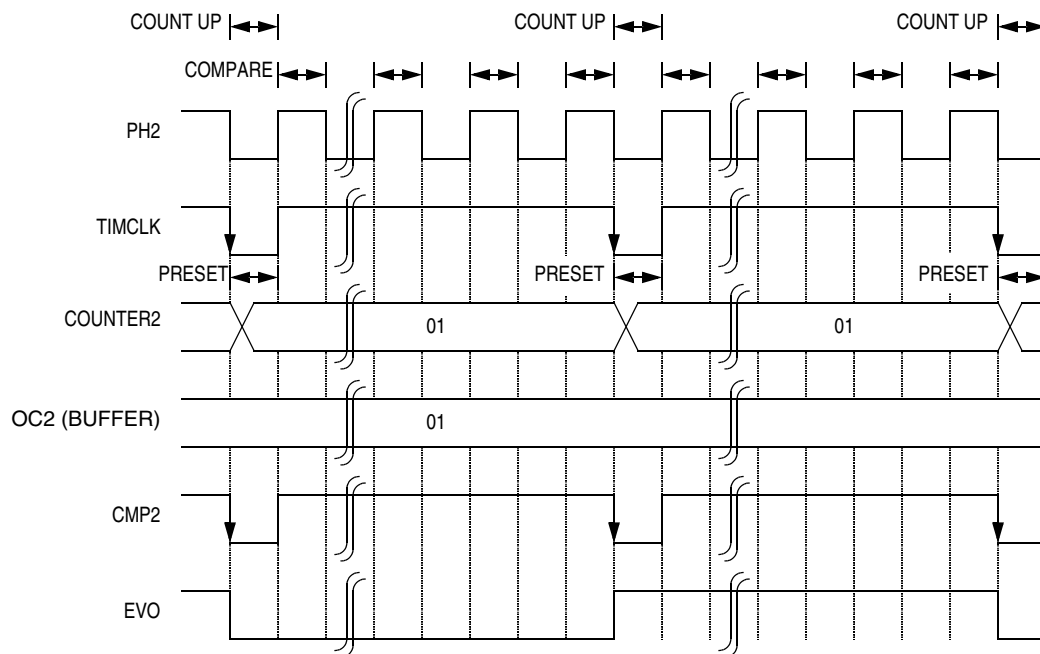 COUNT UP COUNT UP COUNT UP
COMPARE
PH2
TIMCLK
PRESET PRESET PRESET
COUNTER2 01 01
OC2 (BUFFER) 01
CMP2
EVO